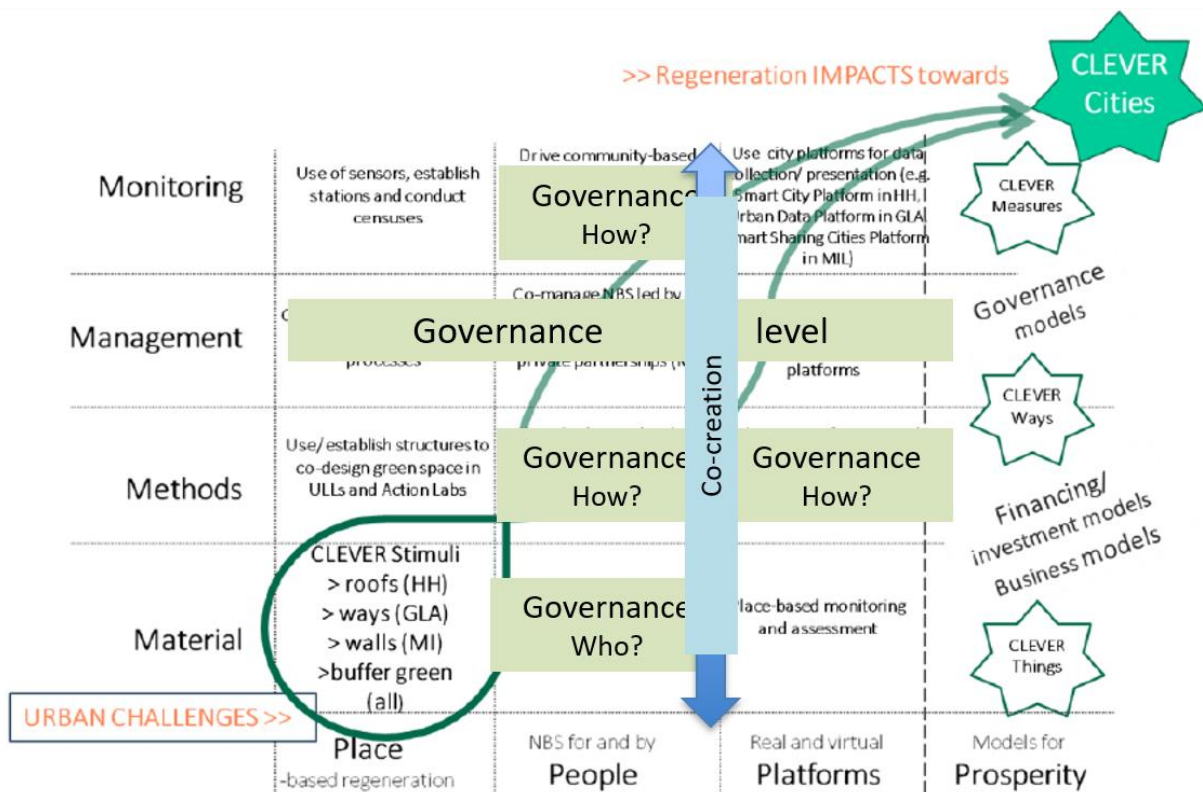 >> Regeneration IMPACTS towards
CLEVER
Cities
Monitoring
Use of sensors, establish
stations and conduct
censuses
Drive community-based
Governance
How?
Use city platforms for data
collection/ presentation (e.g.
Smart City Platform in HH,
Urban Data Platform in GLA
Smart Sharing Cities Platform
in MIL)
CLEVER
Measures
Management
processes
Co-manage NBS led by
private partnerships
platforms
Governance level
Governance
models
Co-creation
CLEVER
Ways
Methods
Use/ establish structures to
co-design green space in
ULLs and Action Labs
Governance
How?
Governance
How?
Financing/
investment models
Business models
Material
CLEVER Stimuli
> roofs (HH)
> ways (GLA)
> walls (MI)
>buffer green
(all)
Governance
Who?
Place-based monitoring
and assessment
CLEVER
Things
URBAN CHALLENGES >>
Place
-based regeneration
NBS for and by
People
Real and virtual
Platforms
Models for
Prosperity